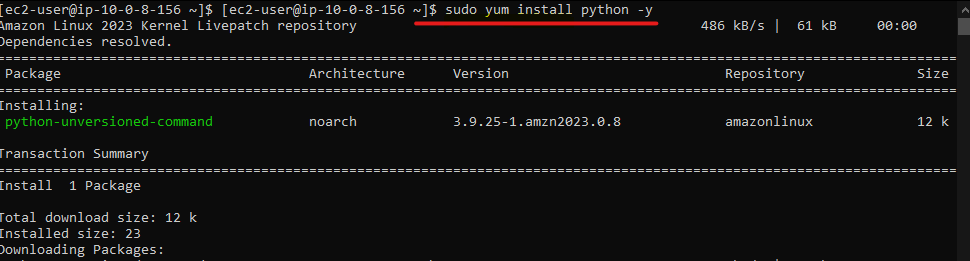 [ec2-user@ip-10-0-8-156 ~]$ [ec2-user@ip-10-0-8-156 ~]$ sudo yum install python -y
Amazon Linux 2023 Kernel Livepatch repository 486 kB/s | 61 kB 00:00
Dependencies resolved.
================================================================================
Package Architecture Version Repository Size
================================================================================
Installing:
python-unversioned-command noarch 3.9.25-1.amzn2023.0.8 amazonlinux 12 k
Transaction Summary
================================================================================
Install 1 Package
Total download size: 12 k
Installed size: 23
Downloading Packages: